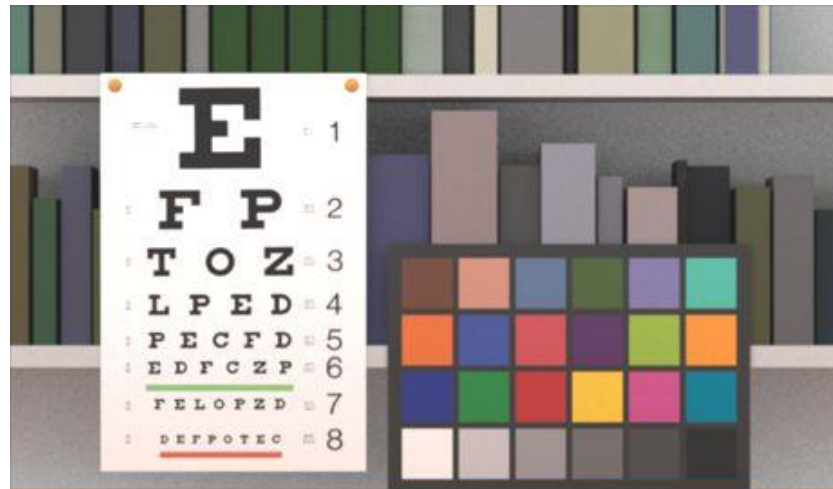 E 1
F P 2
T O Z 3
L P E D 4
P E C F D 5
E D F C Z P 6
F E L O P Z D 7
D E F P O T E C 8